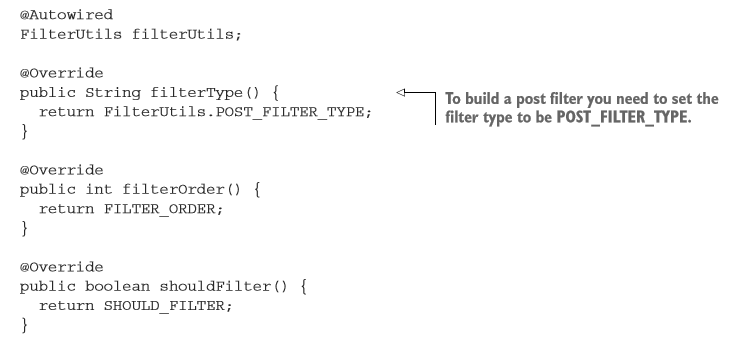 @Autowired
FilterUtils filterUtils;
@Override
public String filterType() {
return FilterUtils.POST_FILTER_TYPE;
}
To build a post filter you need to set the
filter type to be POST_FILTER_TYPE.
@Override
public int filterOrder() {
return FILTER_ORDER;
}
@Override
public boolean shouldFilter() {
return SHOULD_FILTER;
}